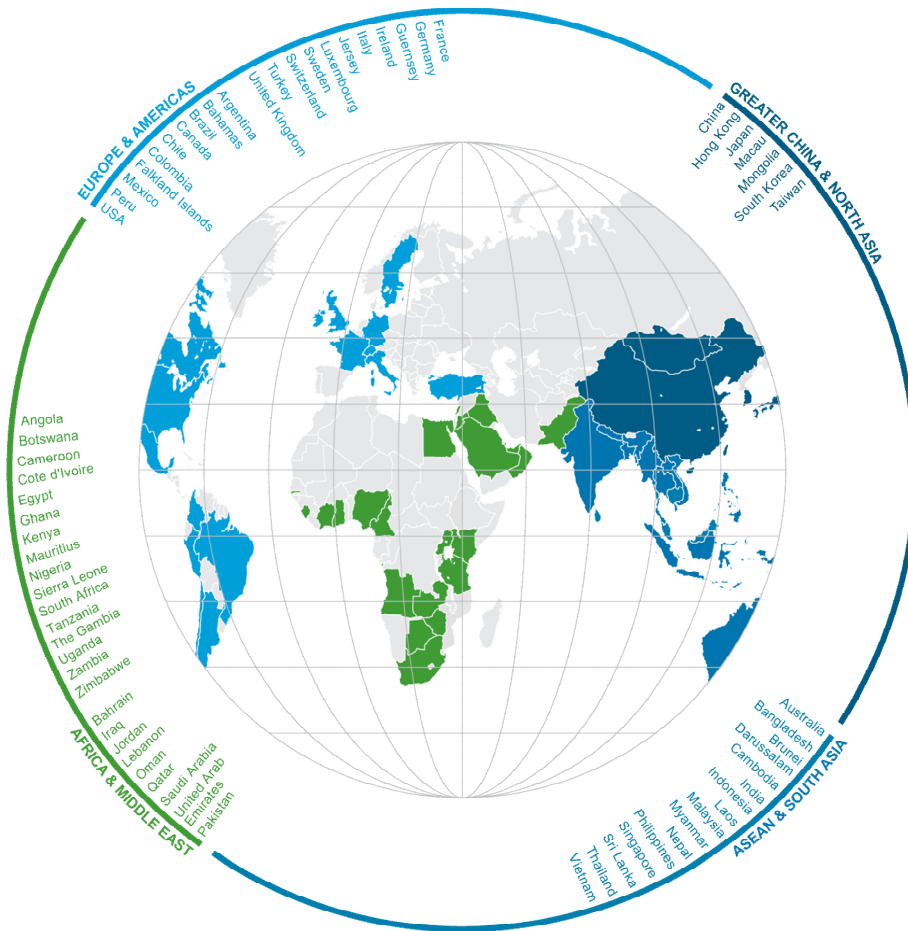 EUROPE & AMERICAS
France
Germany
Guernsey
Ireland
Italy
Jersey
Luxembourg
Sweden
Switzerland
Turkey
United Kingdom
Argentina
Bahamas
Brazil
Canada
Chile
Colombia
Falkland Islands
Mexico
Peru
USA
GREATER CHINA & NORTH ASIA
China
Hong Kong
Japan
Macau
Mongolia
South Korea
Taiwan
Angola
Botswana
Cameroon
Cote d'Ivoire
Egypt
Ghana
Kenya
Mauritius
Nigeria
Sierra Leone
South Africa
Tanzania
The Gambia
Uganda
Zambia
Zimbabwe
Bahrain
Iraq
Jordan
Lebanon
Oman
Qatar
Saudi Arabia
United Arab
Emirates
Pakistan
AFRICA & MIDDLE EAST
Australia
Bangladesh
Brunei
Darussalam
Cambodia
India
Indonesia
Laos
Malaysia
Myanmar
Nepal
Philippines
Singapore
Sri Lanka
Thailand
Vietnam
ASEAN & SOUTH ASIA